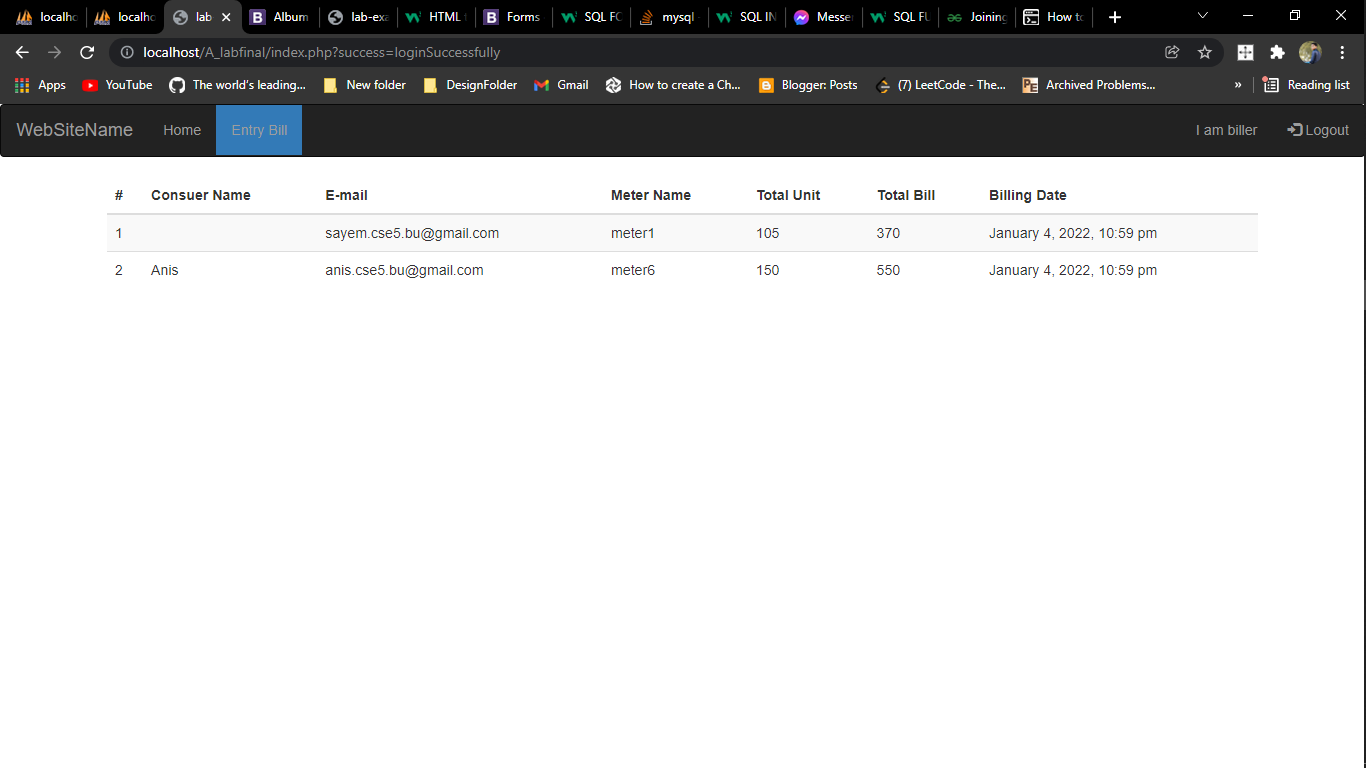 localho localho lab Album lab-exa HTML Forms SQL FO mysql SQL IN Messe SQL FU Joining How to
localhost/A_labfinal/index.php?success=loginSuccessfully
Apps YouTube The world's leading... New folder DesignFolder Gmail How to create a Ch... Blogger: Posts (7) LeetCode - The... Archived Problems... » Reading list
WebSiteName Home Entry Bill I am biller Logout
# Consuer Name E-mail Meter Name Total Unit Total Bill Billing Date
1 sayem.cse5.bu@gmail.com meter1 105 370 January 4, 2022, 10:59 pm
2 Anis anis.cse5.bu@gmail.com meter6 150 550 January 4, 2022, 10:59 pm